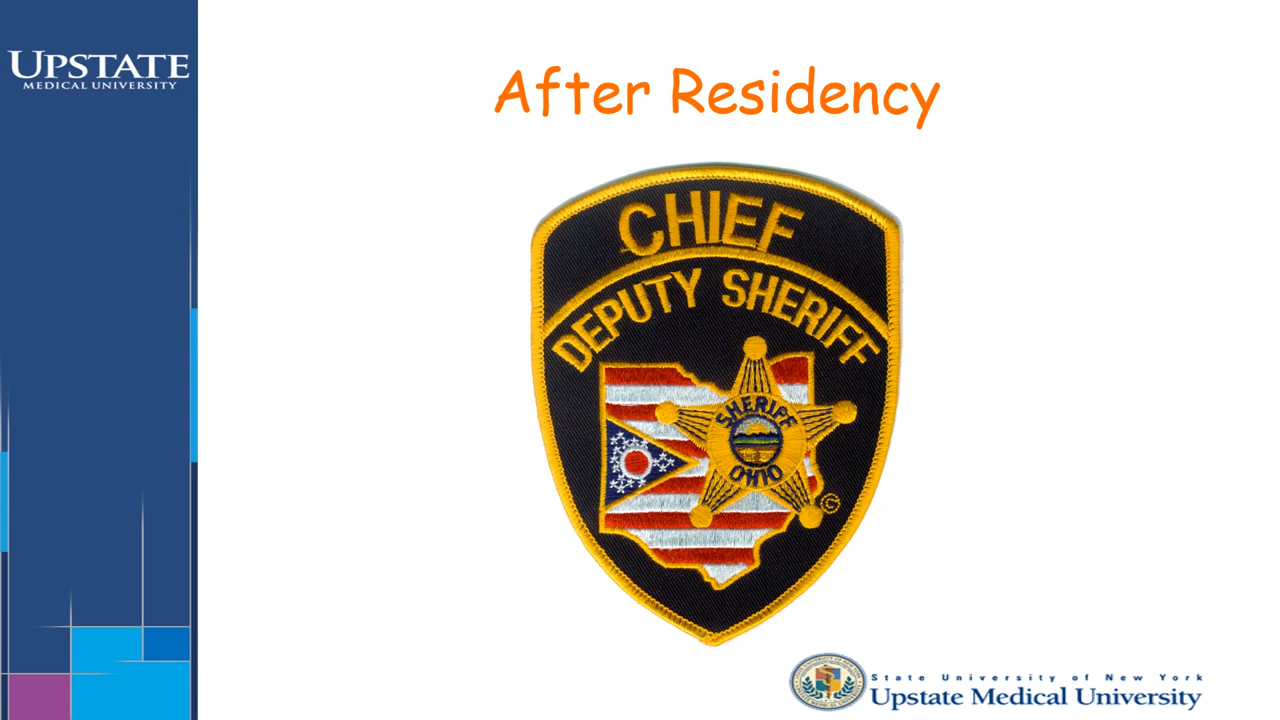 UPSTATE
MEDICAL UNIVERSITY
After Residency
CHIEF
DEPUTY SHERIFF
SHERIFF
OHIO
©
State University of New York
Upstate Medical University